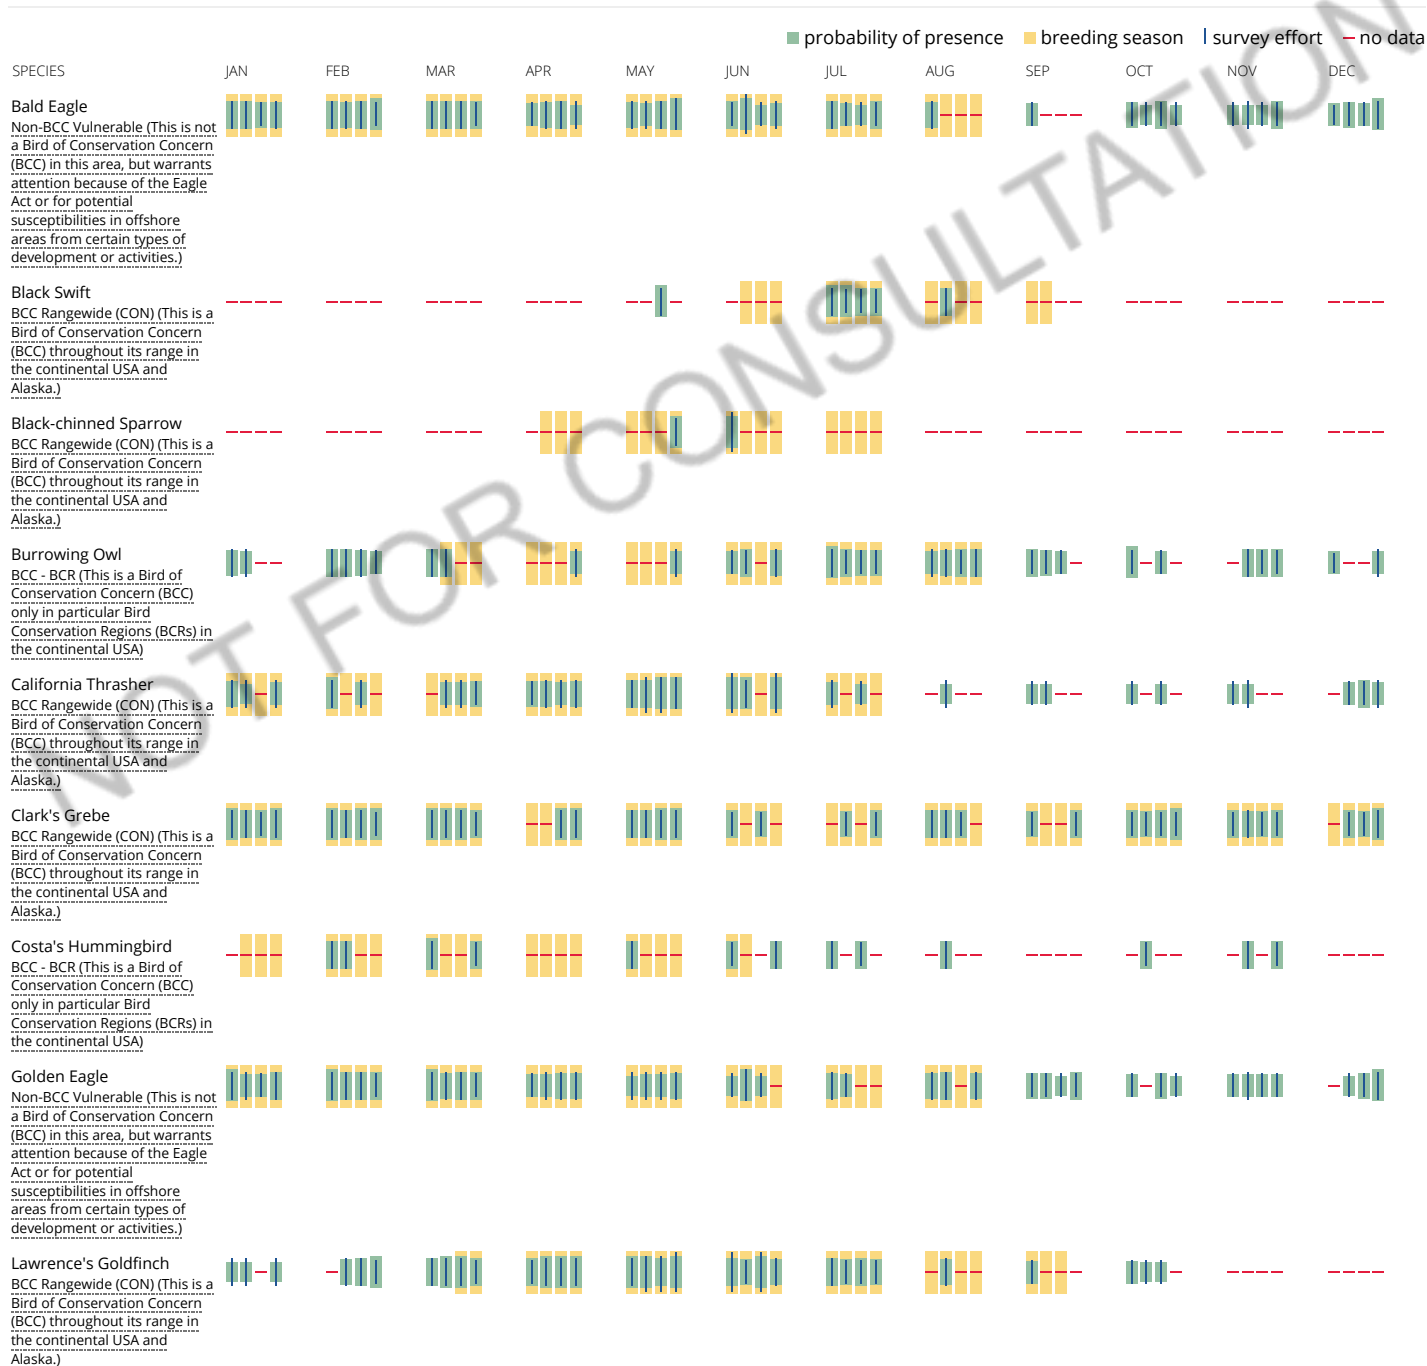 probability of presence breeding season survey effort no data
SPECIES JAN FEB MAR APR MAY JUN JUL AUG SEP OCT NOV DEC
Bald Eagle
Non-BCC Vulnerable (This is not
a Bird of Conservation Concern
(BCC) in this area, but warrants
attention because of the Eagle
Act or for potential
susceptibilities in offshore
areas from certain types of
development or activities.)
Black Swift
BCC Rangewide (CON) (This is a
Bird of Conservation Concern
(BCC) throughout its range in
the continental USA and
Alaska.)
Black-chinned Sparrow
BCC Rangewide (CON) (This is a
Bird of Conservation Concern
(BCC) throughout its range in
the continental USA and
Alaska.)
Burrowing Owl
BCC - BCR (This is a Bird of
Conservation Concern (BCC)
only in particular Bird
Conservation Regions (BCRs) in
the continental USA)
California Thrasher
BCC Rangewide (CON) (This is a
Bird of Conservation Concern
(BCC) throughout its range in
the continental USA and
Alaska.)
Clark's Grebe
BCC Rangewide (CON) (This is a
Bird of Conservation Concern
(BCC) throughout its range in
the continental USA and
Alaska.)
Costa's Hummingbird
BCC - BCR (This is a Bird of
Conservation Concern (BCC)
only in particular Bird
Conservation Regions (BCRs) in
the continental USA)
Golden Eagle
Non-BCC Vulnerable (This is not
a Bird of Conservation Concern
(BCC) in this area, but warrants
attention because of the Eagle
Act or for potential
susceptibilities in offshore
areas from certain types of
development or activities.)
Lawrence's Goldfinch
BCC Rangewide (CON) (This is a
Bird of Conservation Concern
(BCC) throughout its range in
the continental USA and
Alaska.)
NOT FOR CONSULTATION